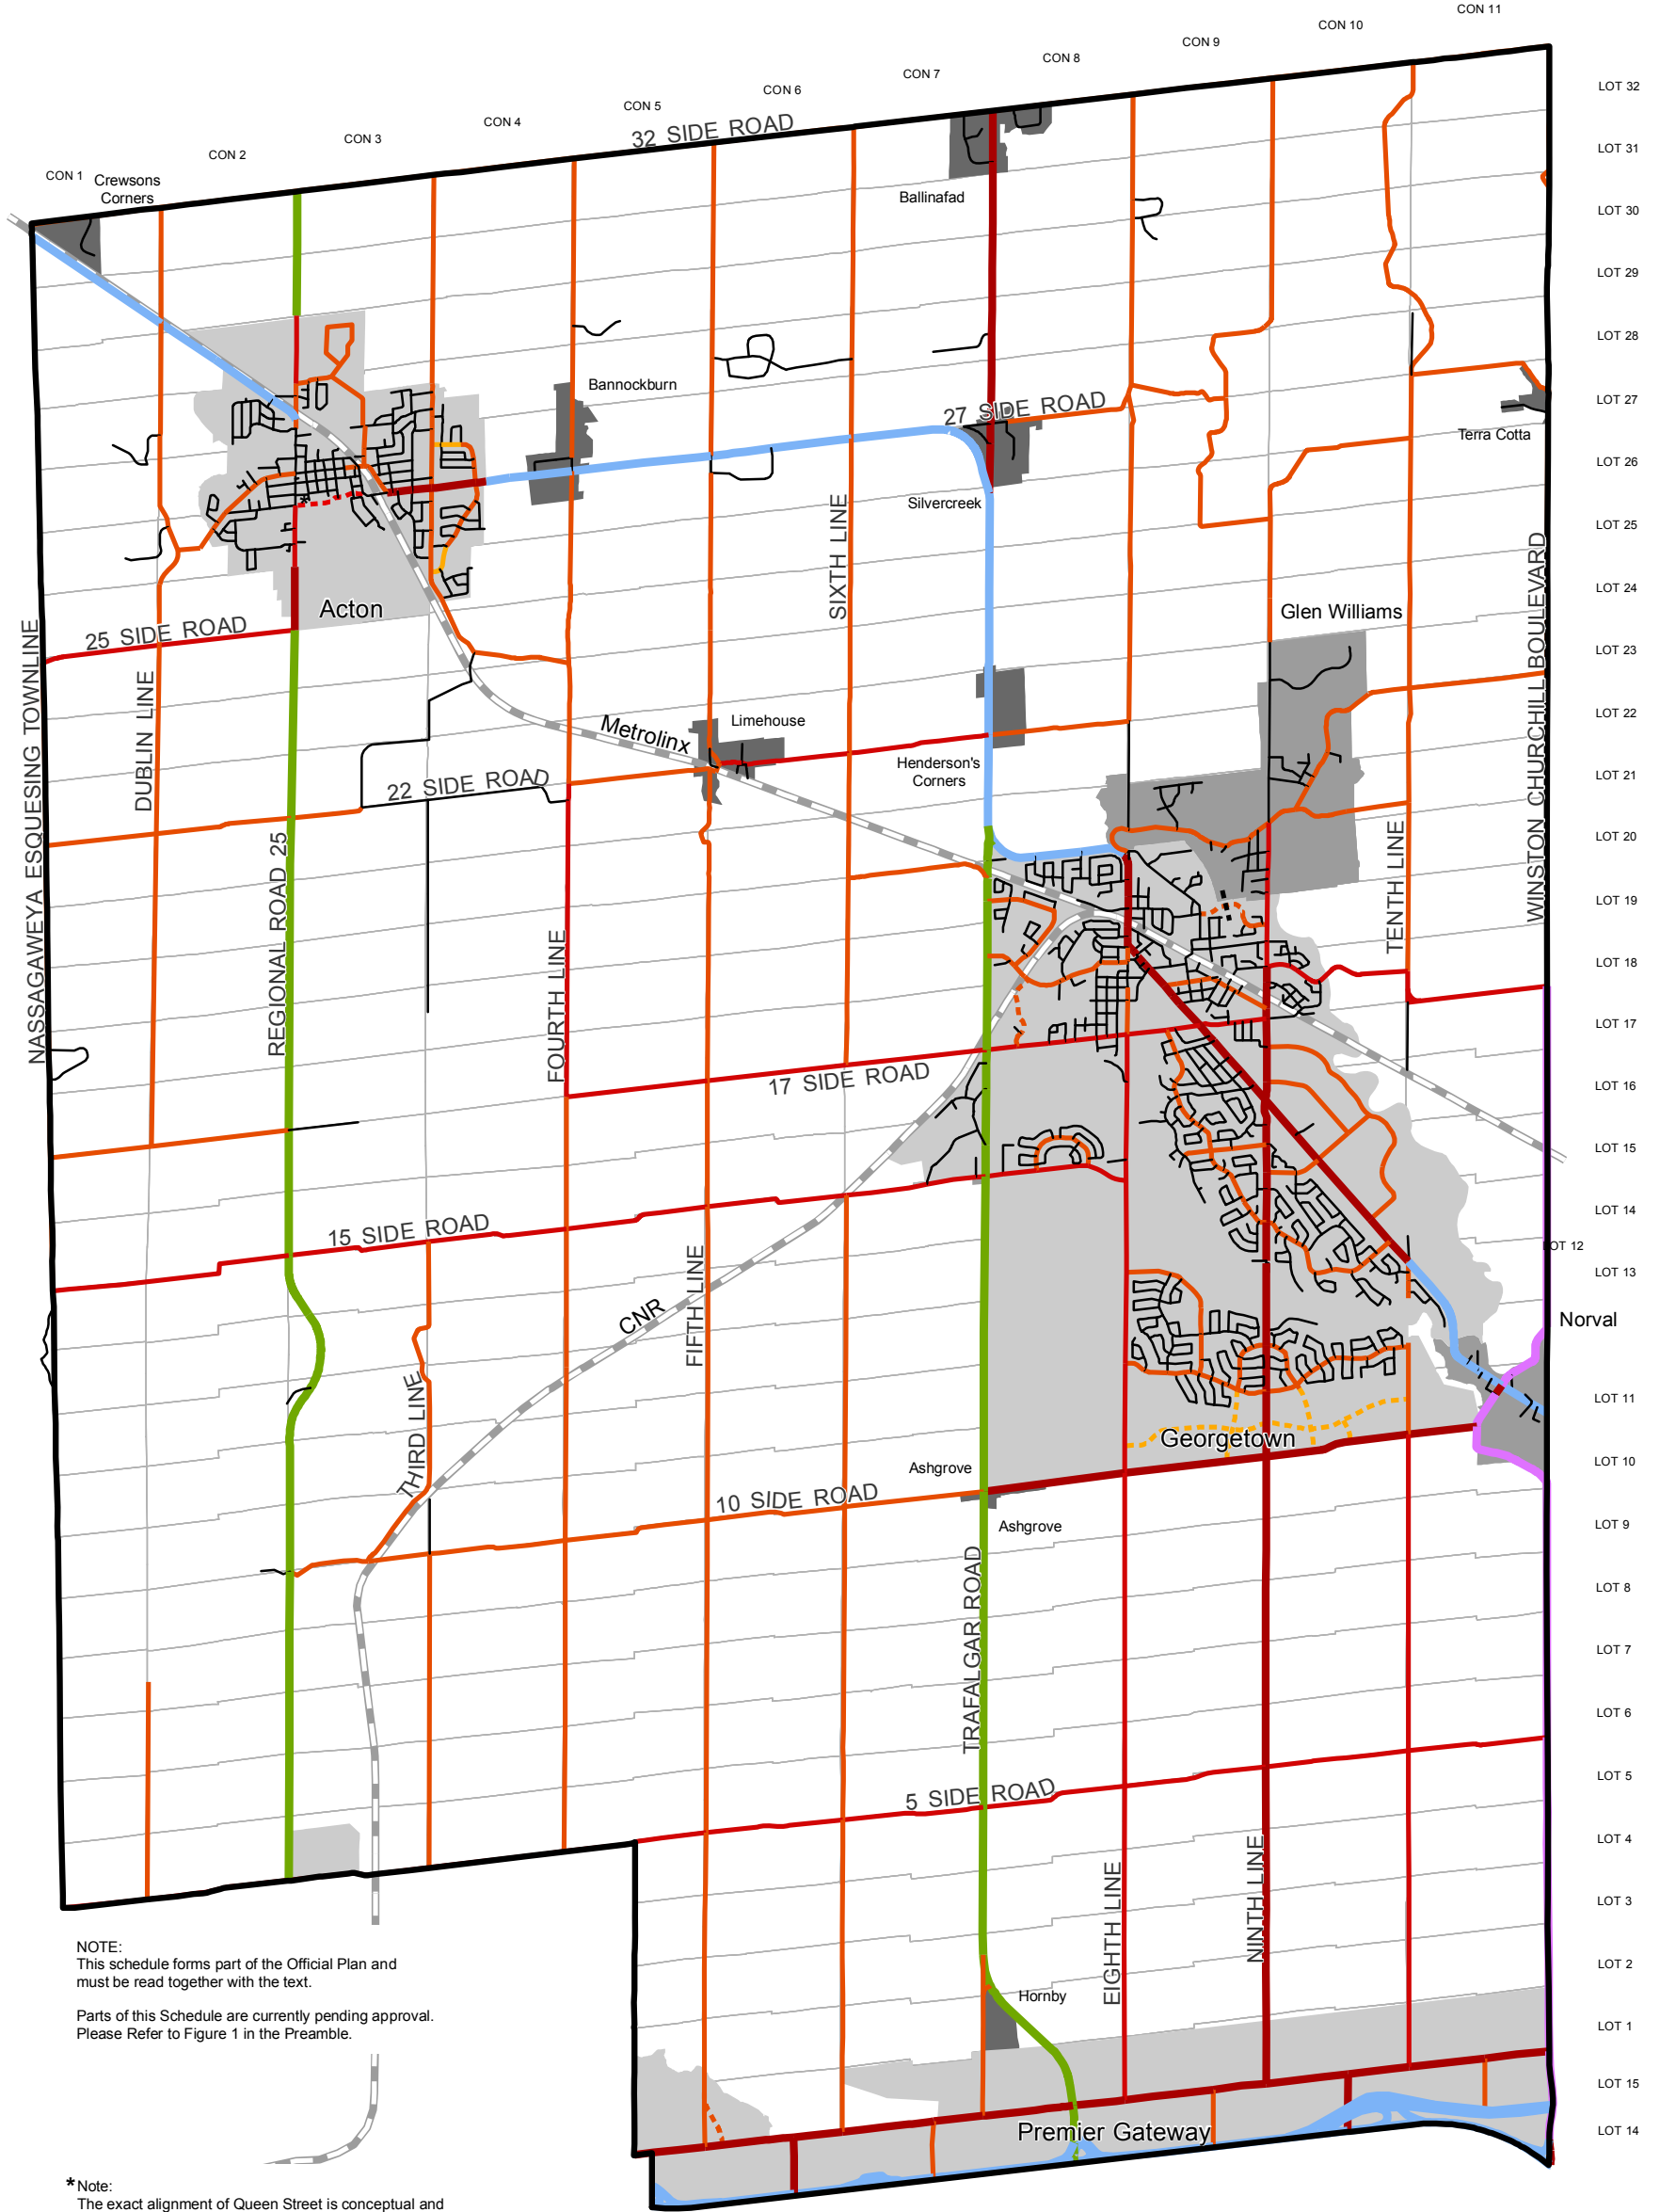 CON 11
CON 10
CON 9
CON 8
CON 7
CON 6
CON 5
CON 4
CON 3
CON 2
CON 1
32 SIDE ROAD
LOT 32
LOT 31
LOT 30
LOT 29
LOT 28
LOT 27
LOT 26
LOT 25
LOT 24
LOT 23
LOT 22
LOT 21
LOT 20
LOT 19
LOT 18
LOT 17
LOT 16
LOT 15
LOT 14
LOT 12
LOT 13
LOT 11
LOT 10
LOT 9
LOT 8
LOT 7
LOT 6
LOT 5
LOT 4
LOT 3
LOT 2
LOT 1
LOT 15
LOT 14
Crewsons
Corners
Ballinafad
Bannockburn
27 SIDE ROAD
Terra Cotta
Silvercreek
*
SIXTH LINE
Acton
Glen Williams
25 SIDE ROAD
NASSAGAWEYA ESQUESING TOWNLINE
DUBLIN LINE
WINSTON CHURCHILL BOULEVARD
Metrolinx
Limehouse
Henderson's
Corners
22 SIDE ROAD
REGIONAL ROAD 25
TENTH LINE
FOURTH LINE
17 SIDE ROAD
15 SIDE ROAD
FIFTH LINE
CNR
Norval
THIRD LINE
Georgetown
Ashgrove
10 SIDE ROAD
Ashgrove
TRAFALGAR ROAD
5 SIDE ROAD
EIGHTH LINE
NINTH LINE
Hornby
Premier Gateway
NOTE:
This schedule forms part of the Official Plan and
must be read together with the text.
Parts of this Schedule are currently pending approval.
Please Refer to Figure 1 in the Preamble.
*Note:
The exact alignment of Queen Street is conceptual and